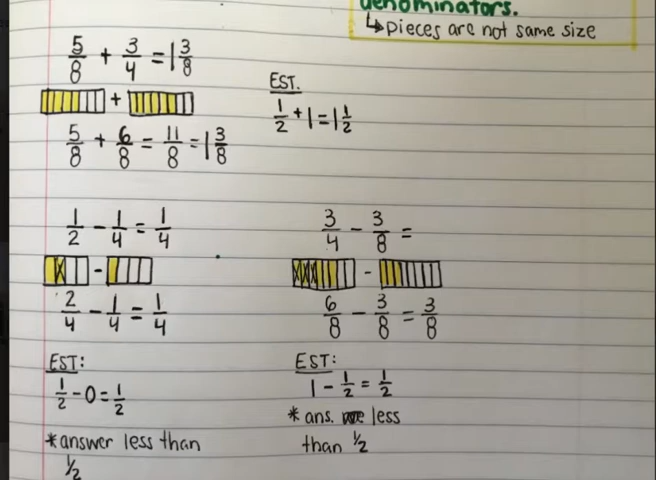 denominators.
↳ pieces are not same size
5/8 + 3/4 = 1 3/8
+
5/8 + 6/8 = 11/8 = 1 3/8
EST.
1/2 + 1 = 1 1/2
1/2 - 1/4 = 1/4
-
2/4 - 1/4 = 1/4
EST:
1/2 - 0 = 1/2
*answer less than
1/2
3/4 - 3/8 =
-
6/8 - 3/8 = 3/8
EST:
1 - 1/2 = 1/2
* ans. less
than 1/2